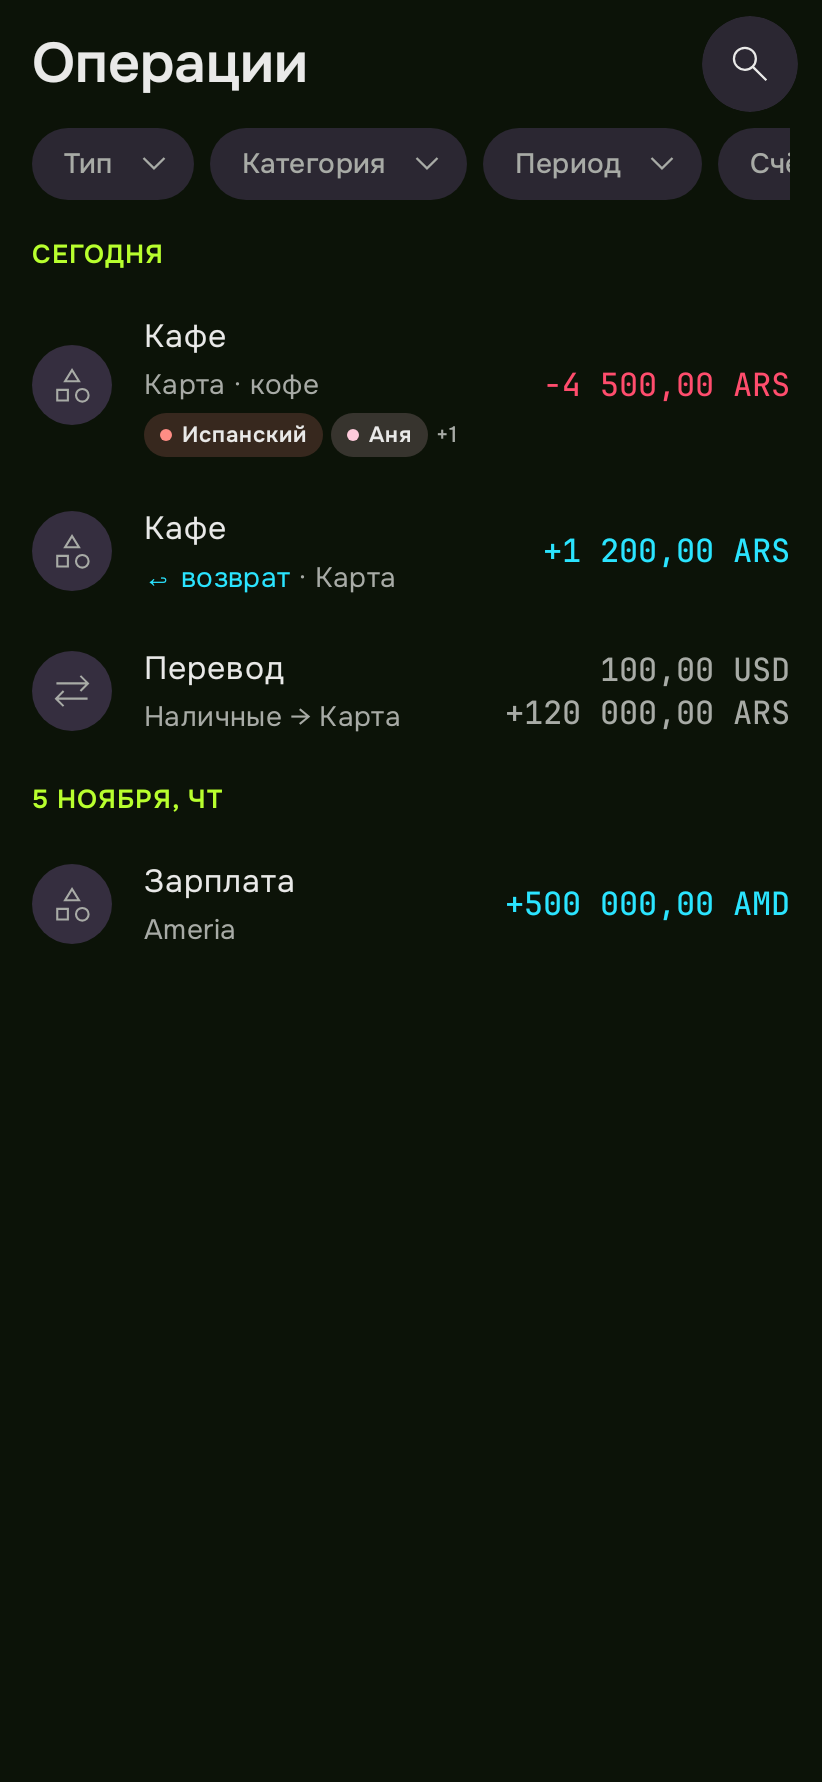 Операции
Тип
Категория
Период
Счё
СЕГОДНЯ
Кафе
Карта · кофе
-4 500,00 ARS
Испанский
Аня
+1
Кафе
↩ возврат · Карта
+1 200,00 ARS
Перевод
Наличные → Карта
100,00 USD
+120 000,00 ARS
5 НОЯБРЯ, ЧТ
Зарплата
Ameria
+500 000,00 AMD